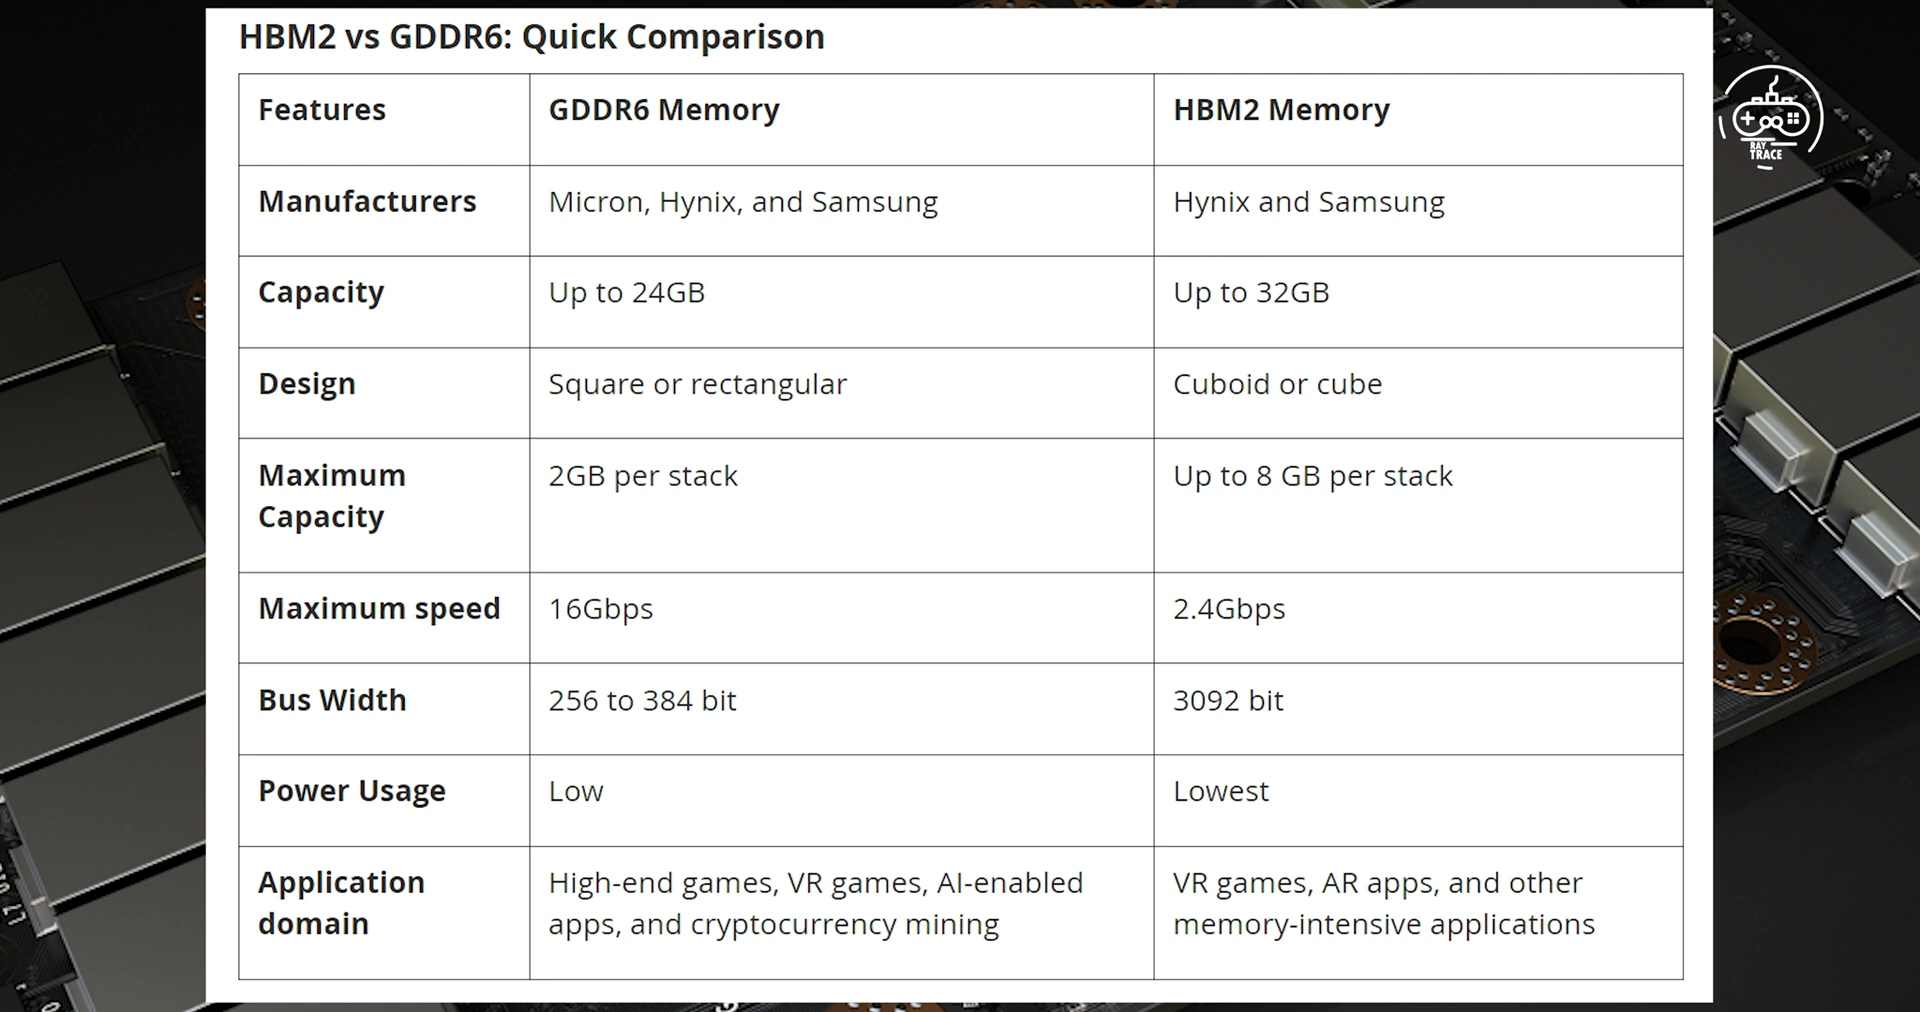 HBM2 vs GDDR6: Quick Comparison
Features
GDDR6 Memory
HBM2 Memory
Manufacturers
Micron, Hynix, and Samsung
Hynix and Samsung
Capacity
Up to 24GB
Up to 32GB
Design
Square or rectangular
Cuboid or cube
Maximum
Capacity
2GB per stack
Up to 8 GB per stack
Maximum speed
16Gbps
2.4Gbps
Bus Width
256 to 384 bit
3092 bit
Power Usage
Low
Lowest
Application
domain
High-end games, VR games, AI-enabled
apps, and cryptocurrency mining
VR games, AR apps, and other
memory-intensive applications
RAY
TRACE